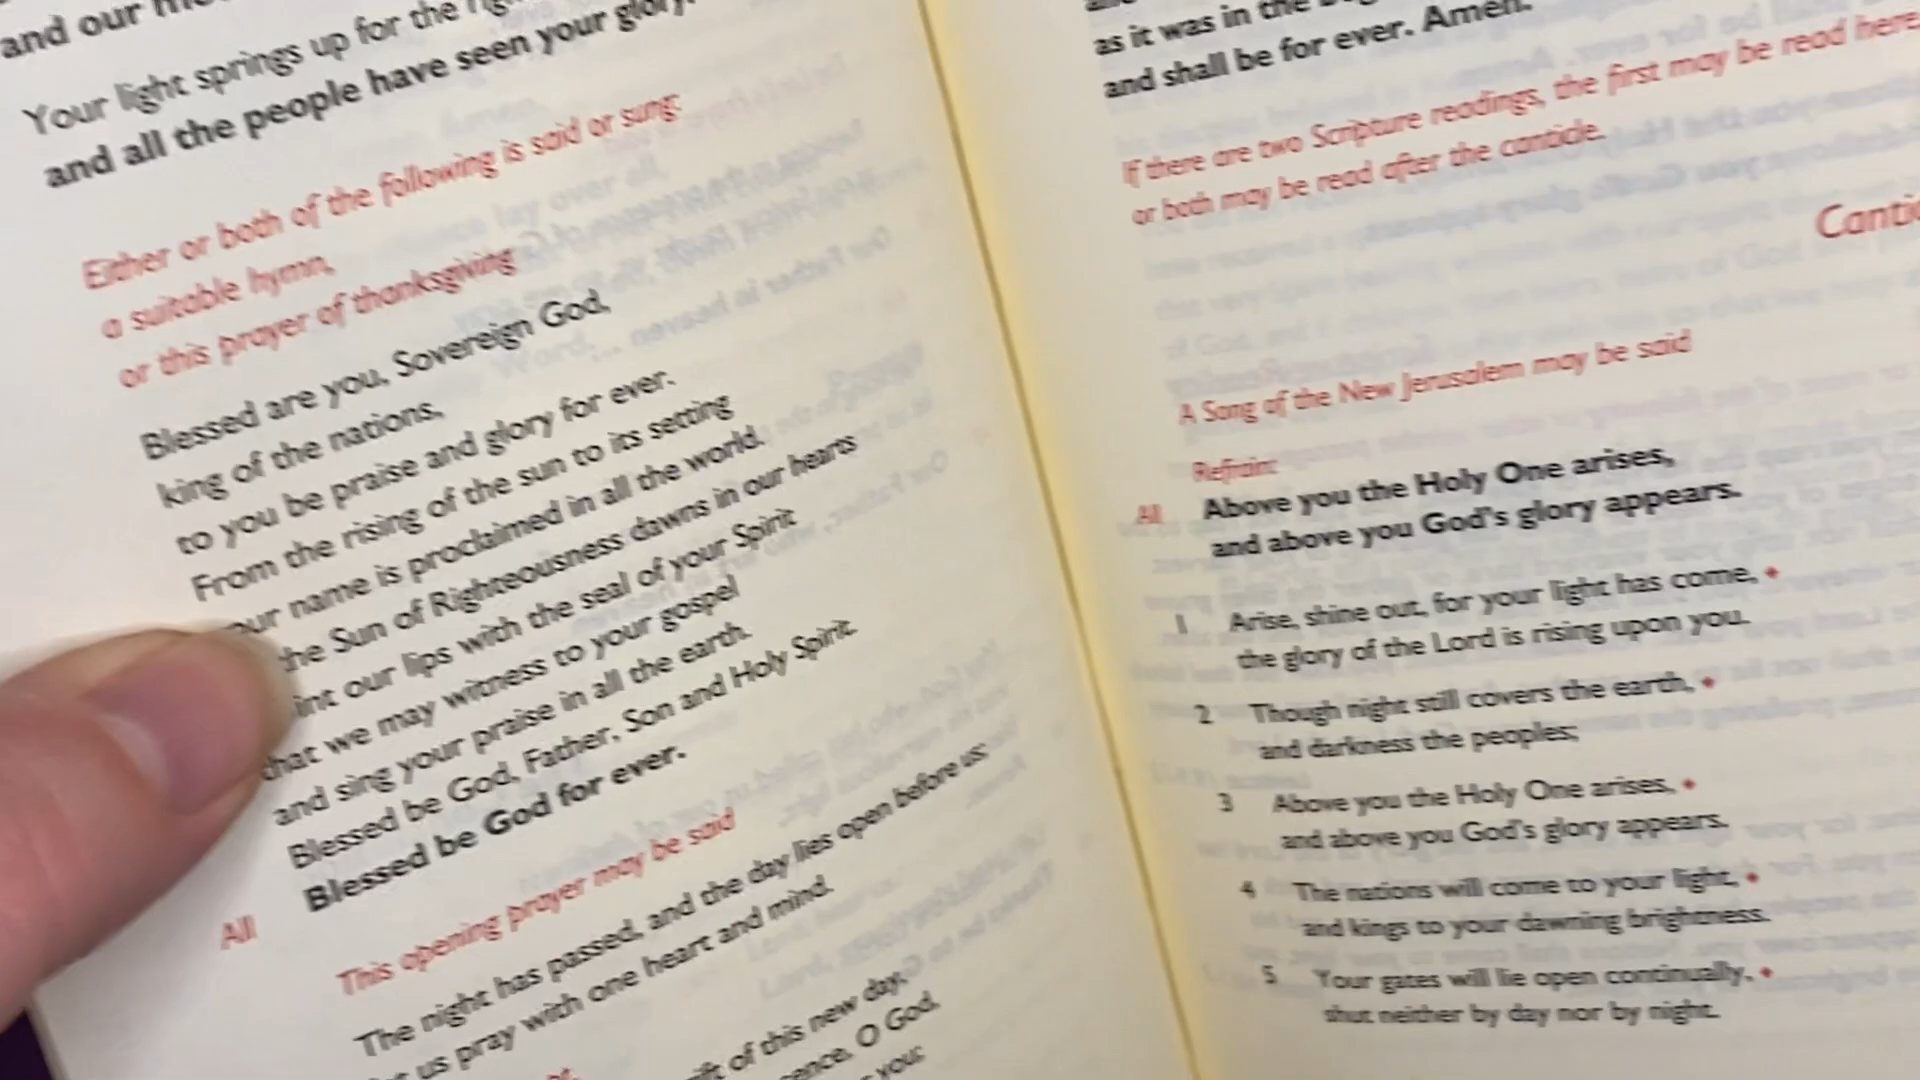 and our
Your light springs up for the
and all the people have seen your glory.
Either or both of the following is said or sung:
a suitable hymn,
or this prayer of thanksgiving
Blessed are you, Sovereign God,
king of the nations,
to you be praise and glory for ever.
From the rising of the sun to its setting
our name is proclaimed in all the world.
the Sun of Righteousness dawns in our hearts
int our lips with the seal of your Spirit
that we may witness to your gospel
and sing your praise in all the earth.
Blessed be God, Father, Son and Holy Spirit.
All Blessed be God for ever.
This opening prayer may be said
The night has passed, and the day lies open before us;
us pray with one heart and mind.
ift of this new day,
ence, O God,
you;
as it was in the
and shall be for ever. Amen.
If there are two Scripture readings, the first may be read here,
or both may be read after the canticle.
Cantic
A Song of the New Jerusalem may be said
Refrain:
All Above you the Holy One arises,
and above you God's glory appears.
1 Arise, shine out, for your light has come, ♦
the glory of the Lord is rising upon you.
2 Though night still covers the earth, ♦
and darkness the peoples;
3 Above you the Holy One arises, ♦
and above you God's glory appears.
4 The nations will come to your light, ♦
and kings to your dawning brightness.
5 Your gates will lie open continually, ♦
shut neither by day nor by night.